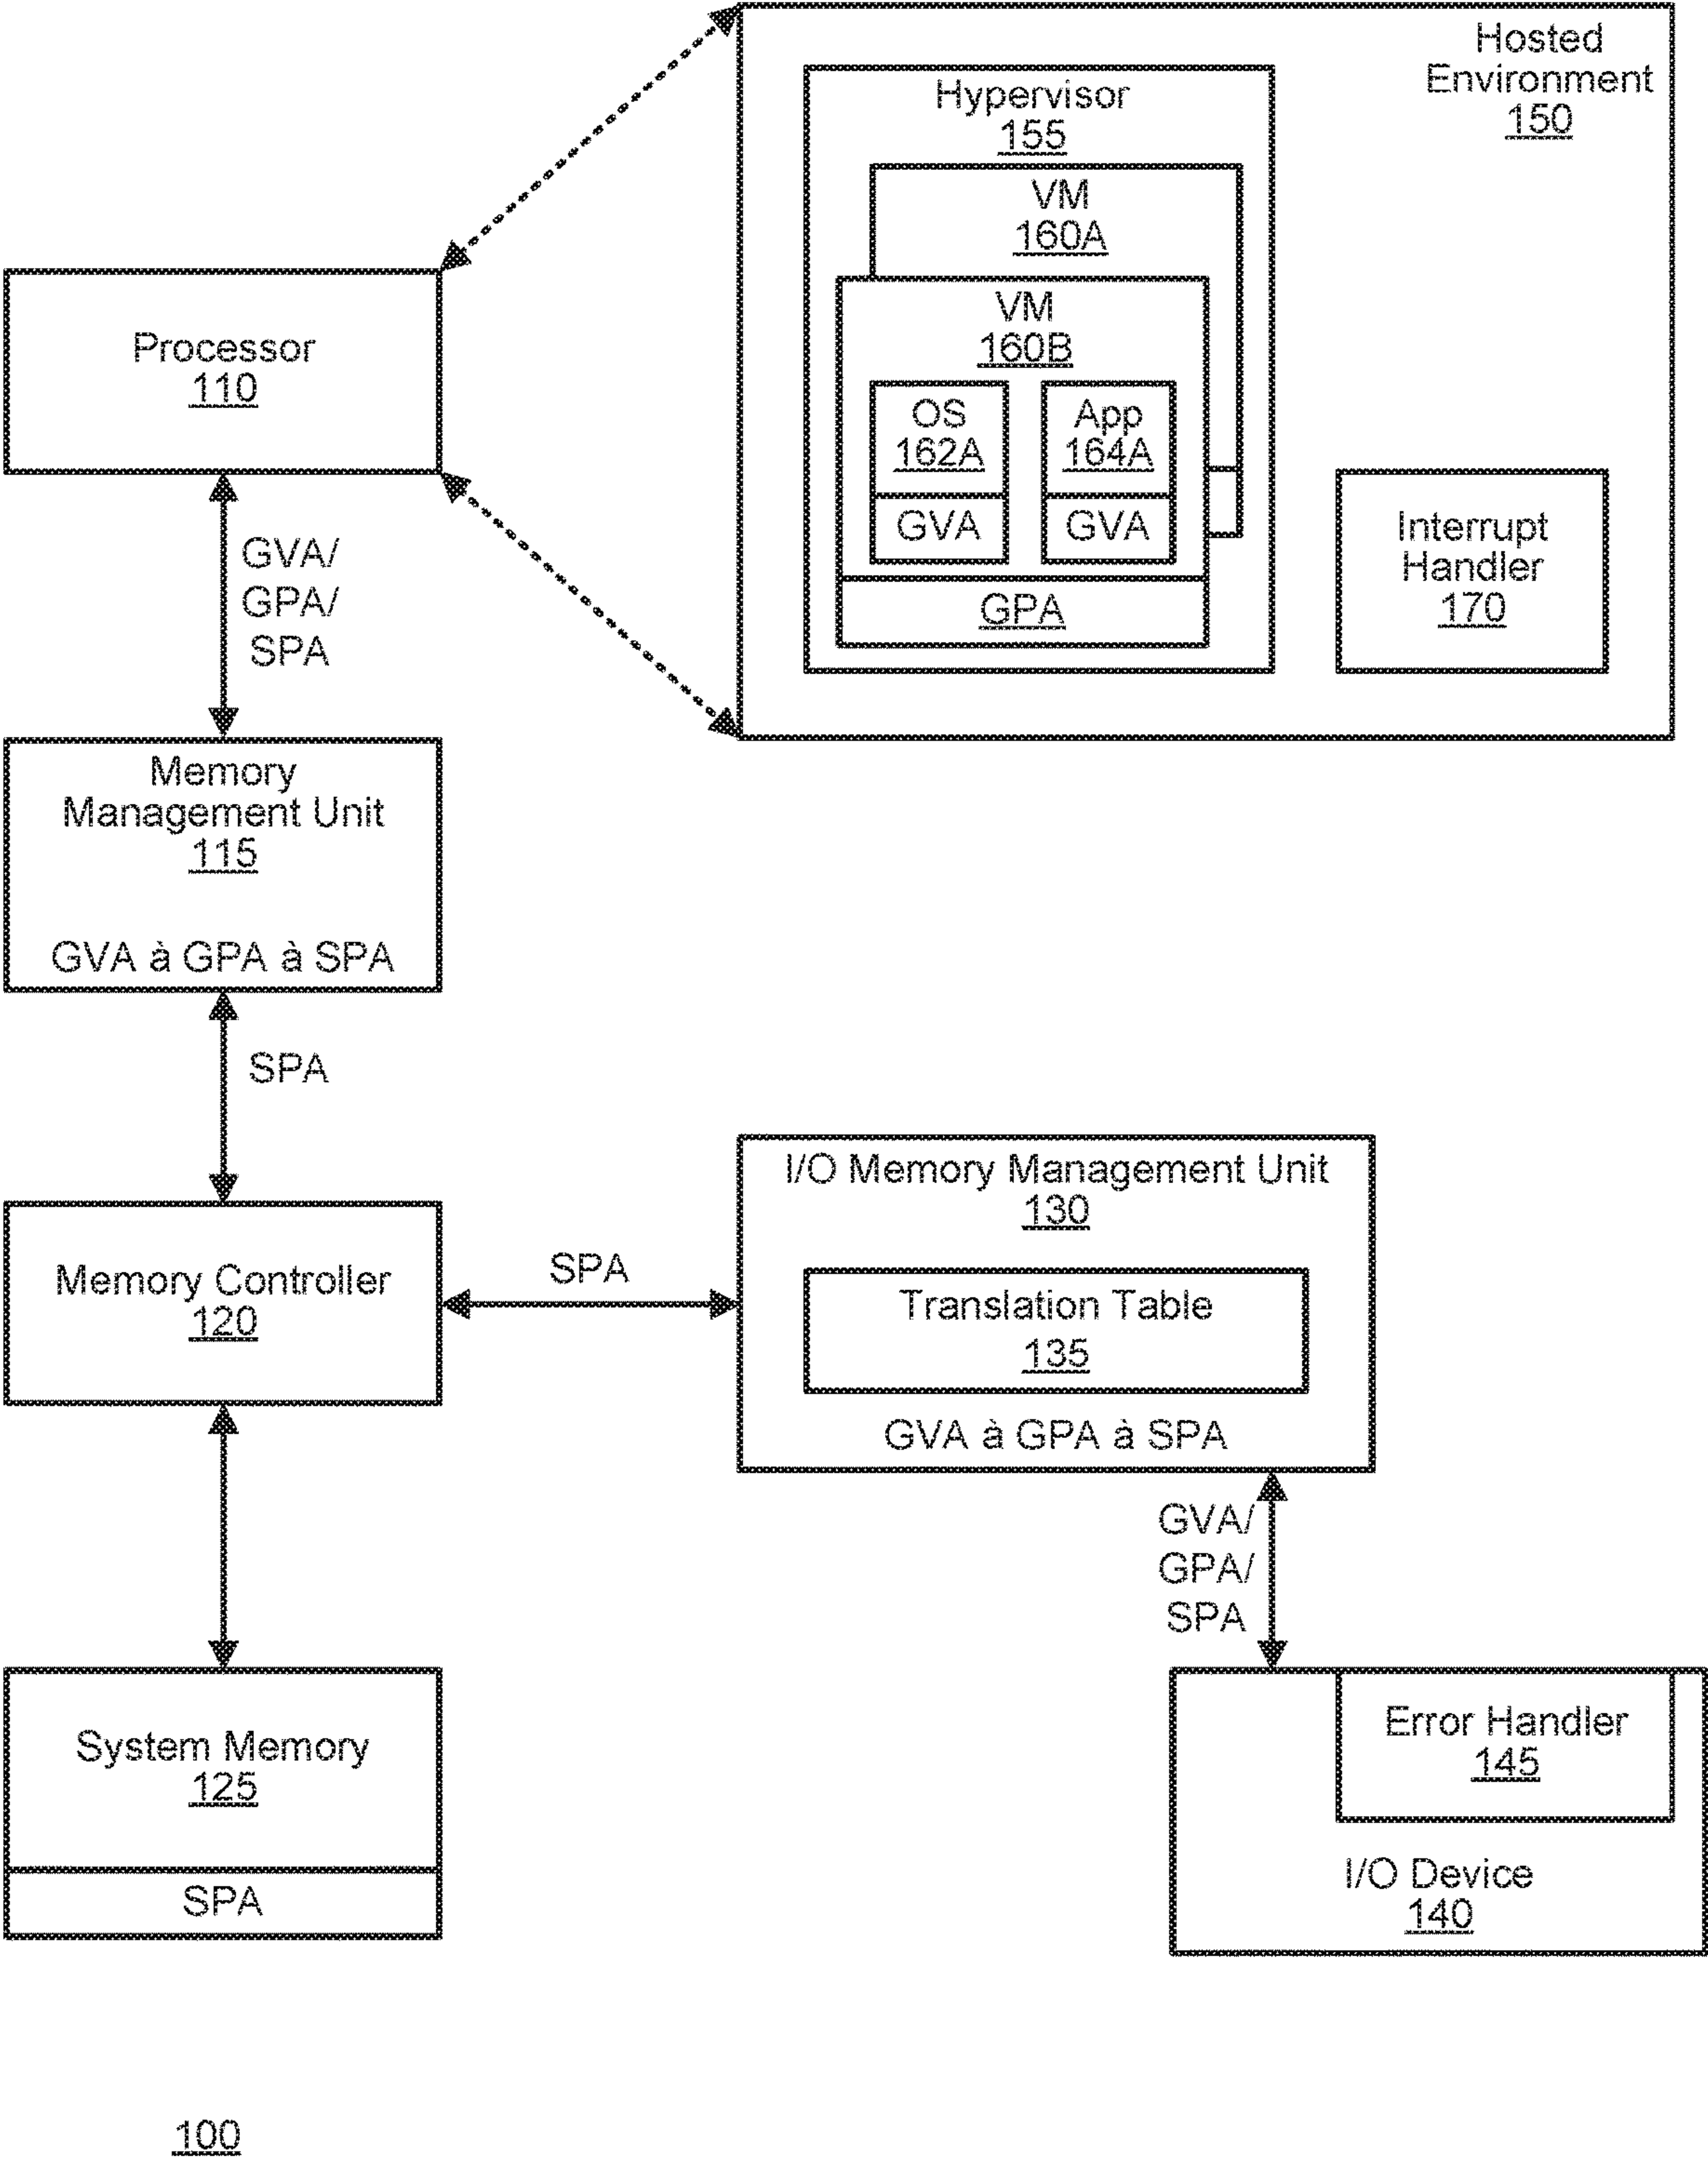 Hosted
Environment
150
Hypervisor
155
VM
160A
VM
160B
OS
162A
GVA
App
164A
GVA
GPA
Interrupt
Handler
170
Processor
110
GVA/
GPA/
SPA
Memory
Management Unit
115
GVA à GPA à SPA
SPA
Memory Controller
120
SPA
I/O Memory Management Unit
130
Translation Table
135
GVA à GPA à SPA
GVA/
GPA/
SPA
System Memory
125
SPA
Error Handler
145
I/O Device
140
100